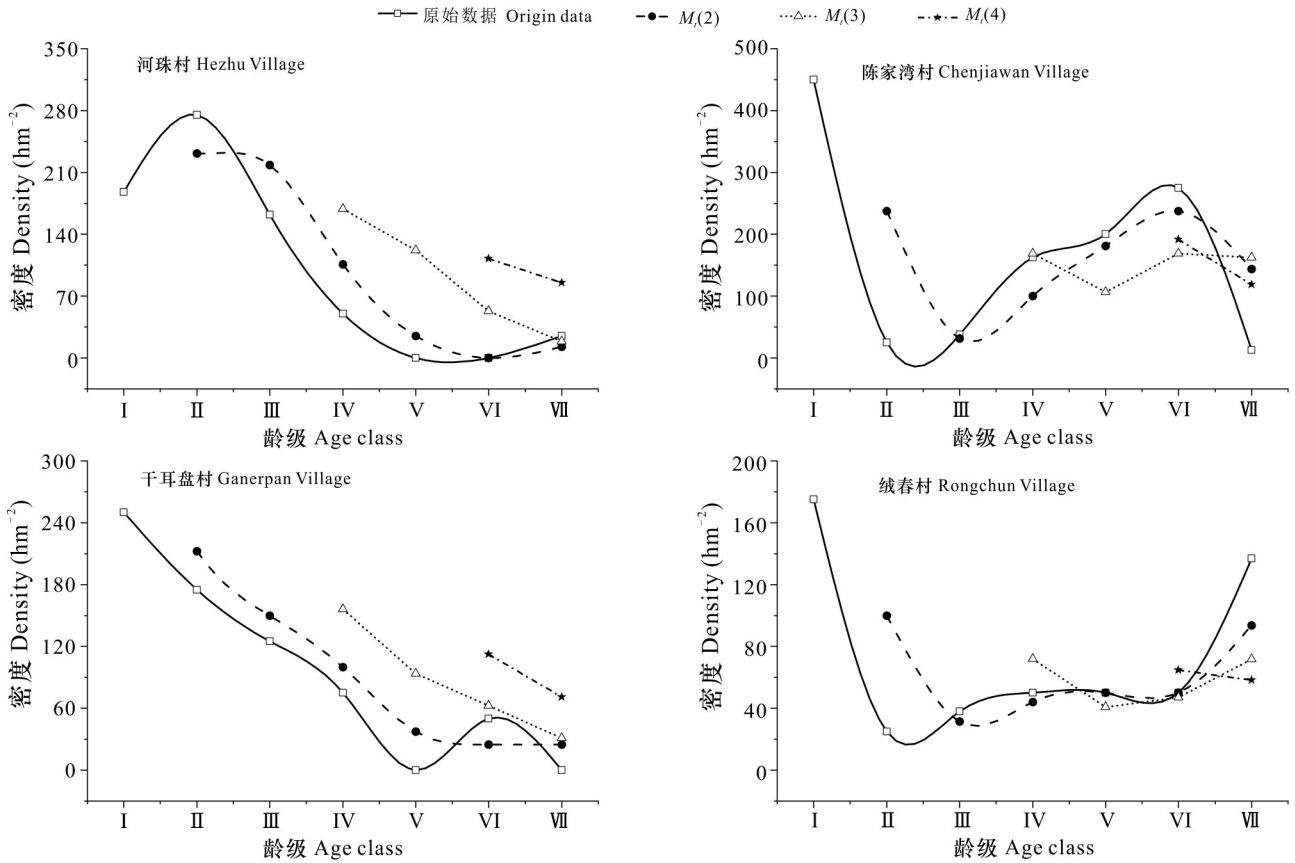 原始数据 Origin data Mt(2) Mt(3) Mt(4)
河珠村 Hezhu Village
密度 Density (hm⁻²)
350
280
210
140
70
0
I II III IV V VI VII
龄级 Age class
陈家湾村 Chenjiawan Village
密度 Density (hm⁻²)
500
400
300
200
100
0
I II III IV V VI VII
龄级 Age class
干耳盘村 Ganerpan Village
密度 Density (hm⁻²)
300
240
180
120
60
0
I II III IV V VI VII
龄级 Age class
绒春村 Rongchun Village
密度 Density (hm⁻²)
200
160
120
80
40
0
I II III IV V VI VII
龄级 Age class